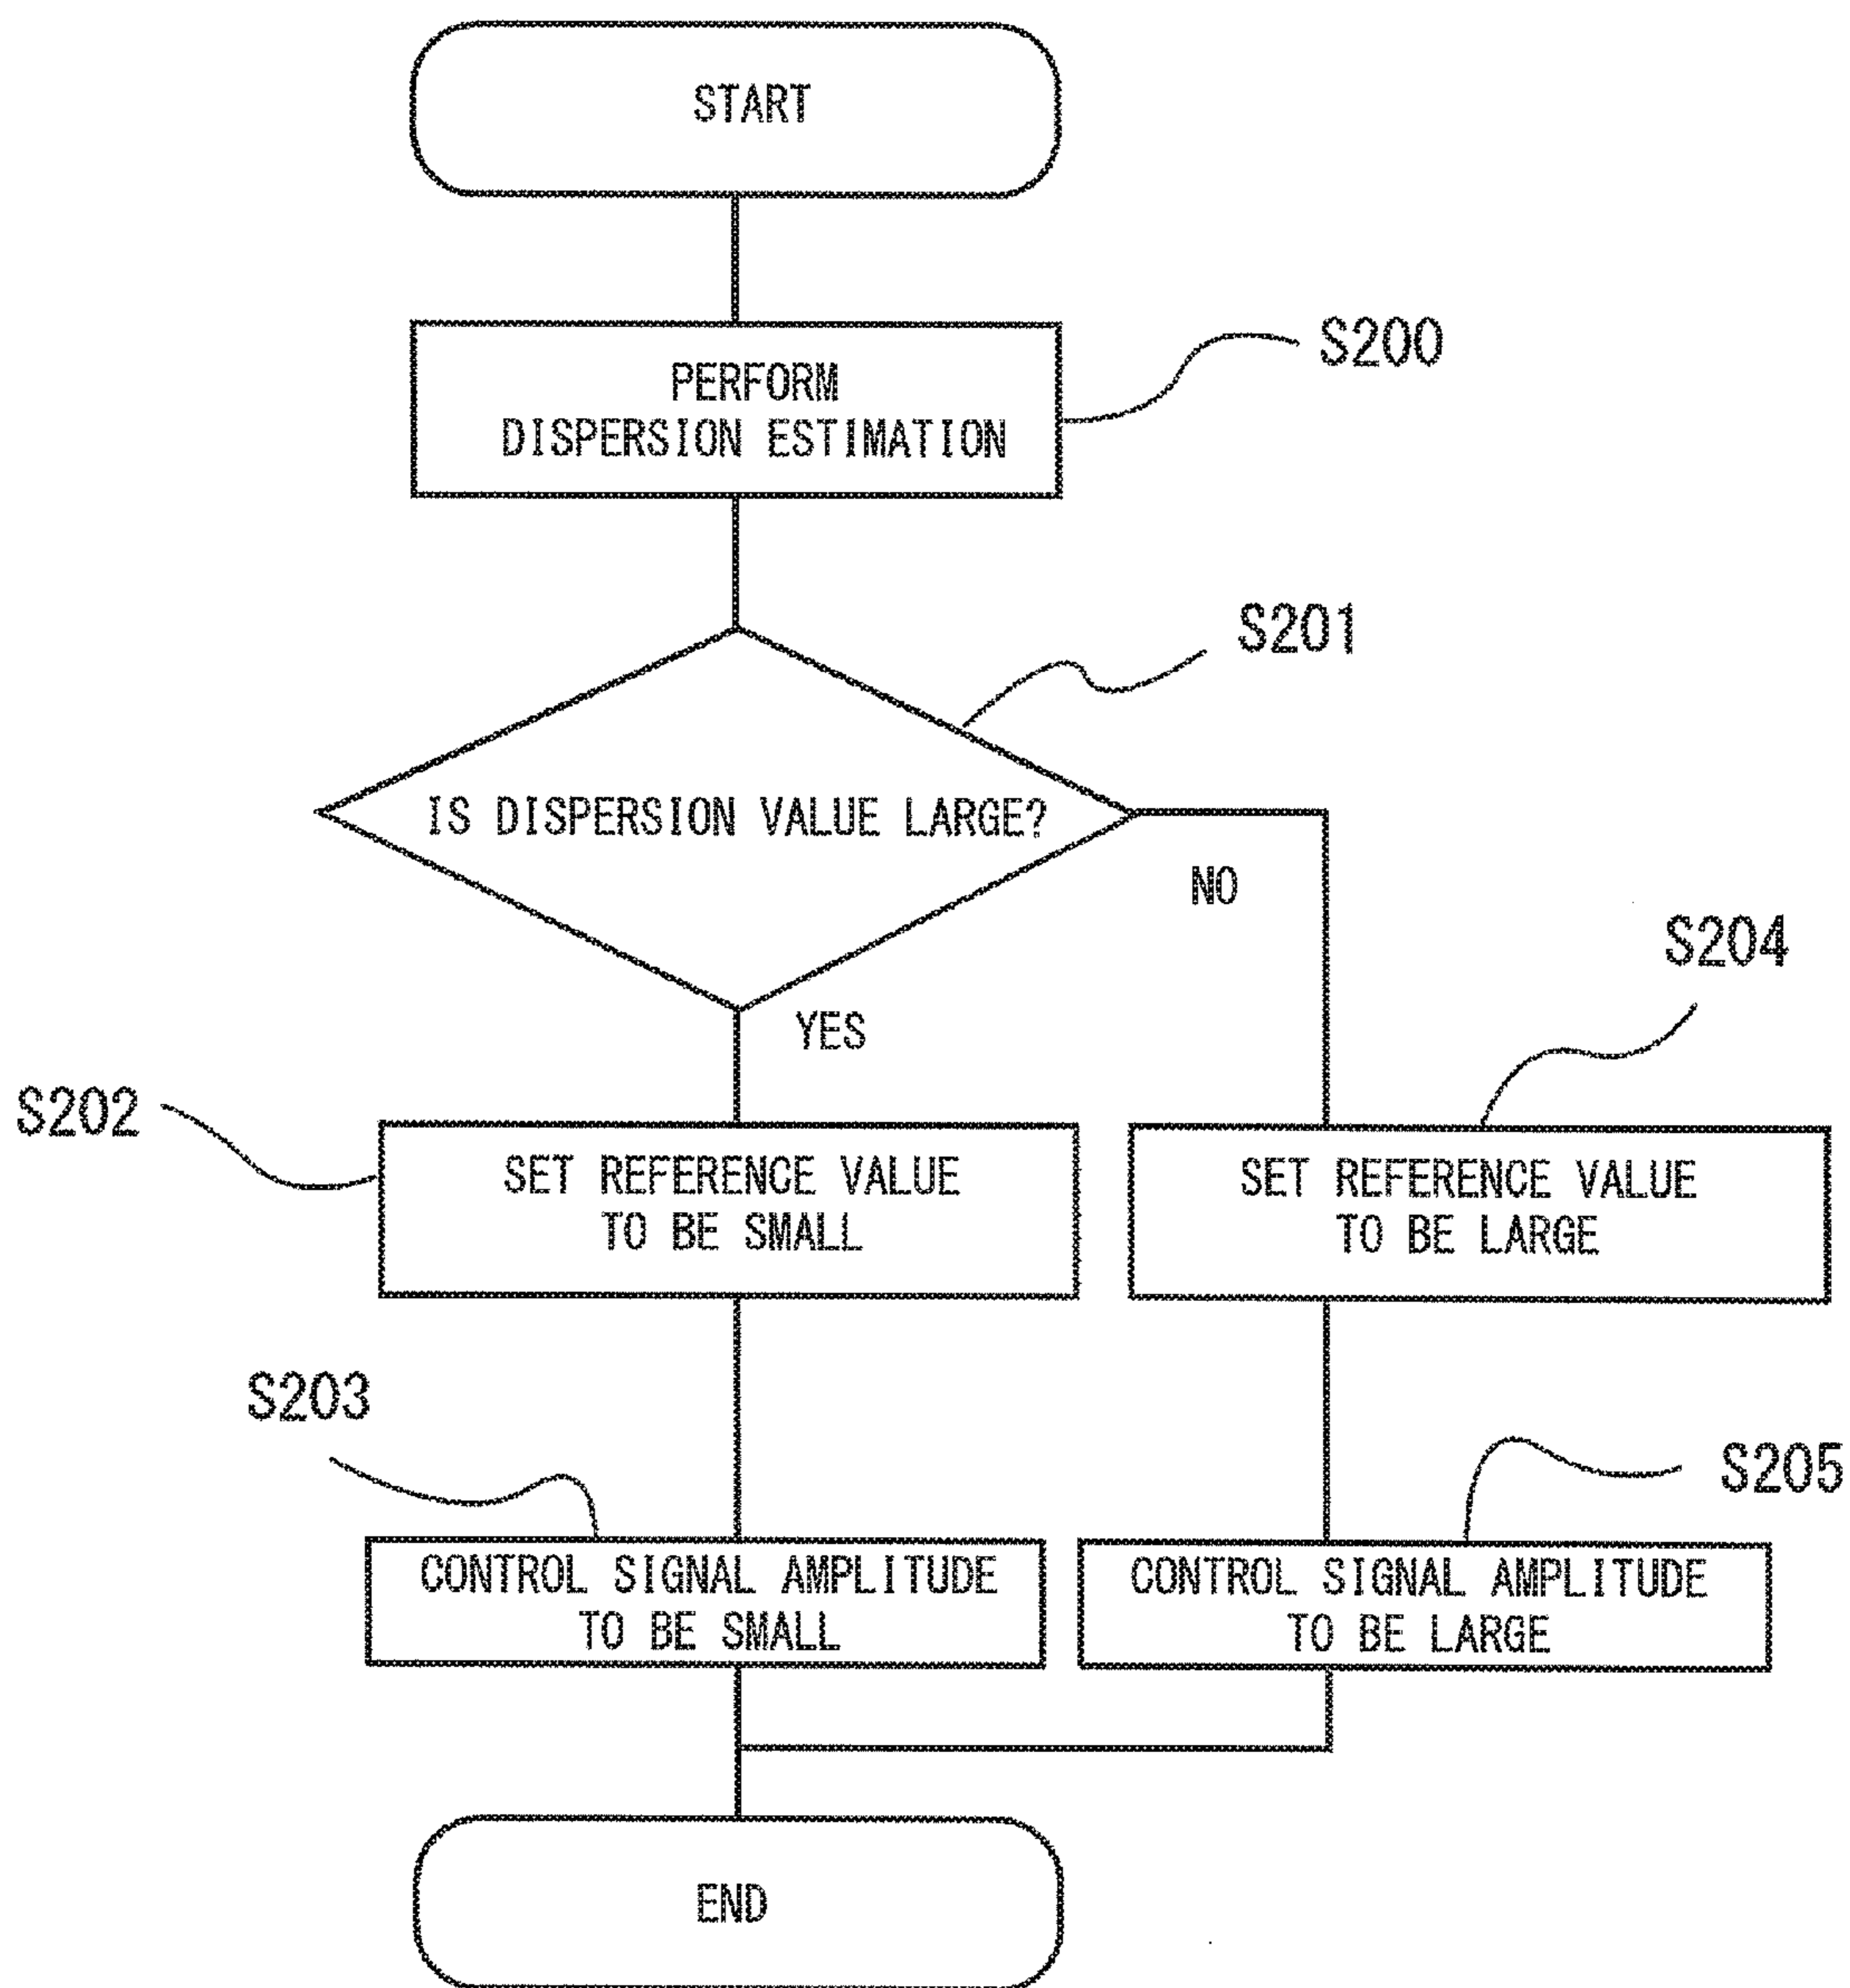 START
S200
PERFORM
DISPERSION ESTIMATION
S201
IS DISPERSION VALUE LARGE?
NO
YES
S204
S202
SET REFERENCE VALUE
TO BE SMALL
SET REFERENCE VALUE
TO BE LARGE
S203
S205
CONTROL SIGNAL AMPLITUDE
TO BE SMALL
CONTROL SIGNAL AMPLITUDE
TO BE LARGE
END